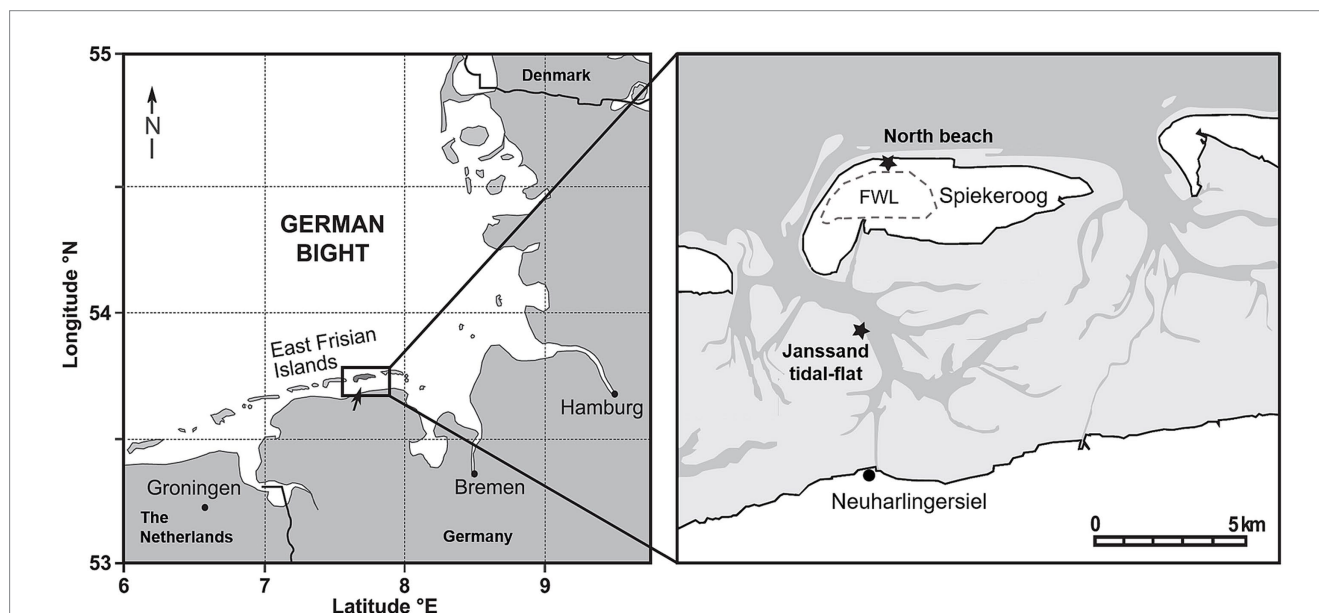 55
54
53
Longitude °N
N
GERMAN
BIGHT
Denmark
East Frisian
Islands
Hamburg
Bremen
Groningen
The
Netherlands
Germany
6
7
8
9
Latitude °E
North beach
FWL
Spiekeroog
Janssand
tidal-flat
Neuharlingersiel
0
5 km